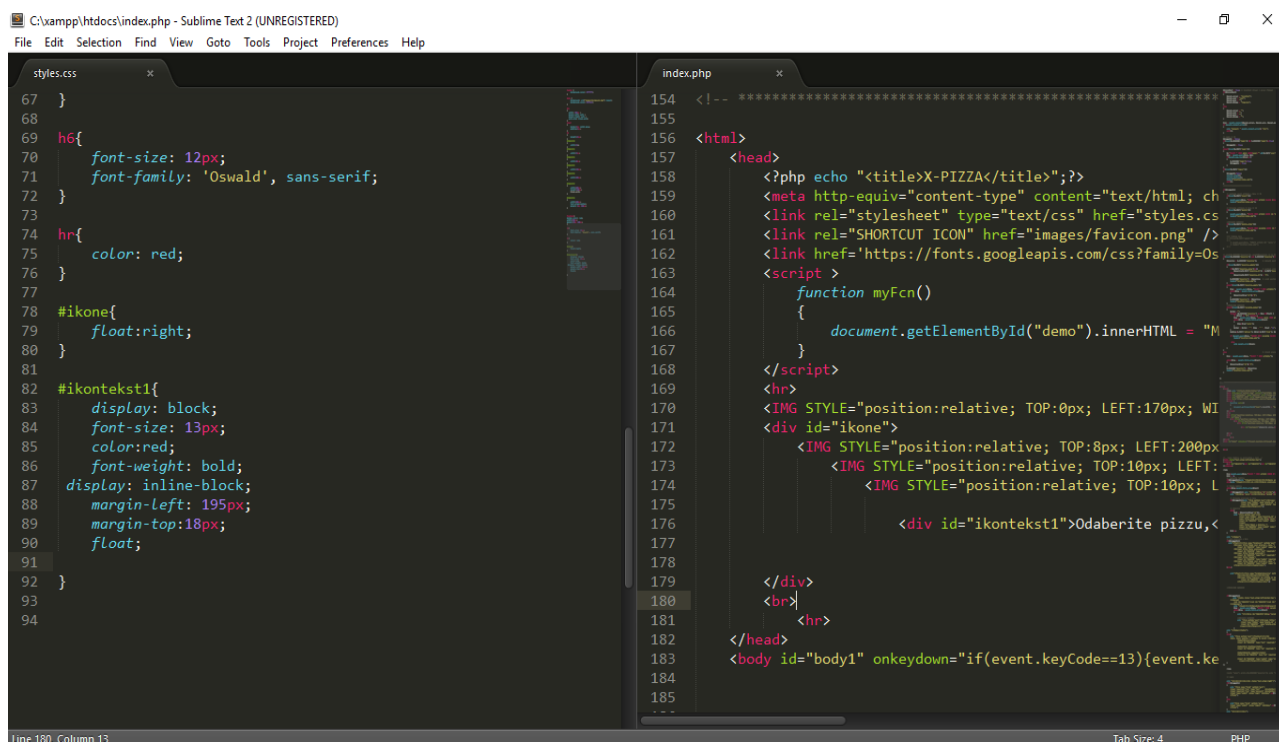 C:\xampp\htdocs\index.php - Sublime Text 2 (UNREGISTERED)
File Edit Selection Find View Goto Tools Project Preferences Help
styles.css ×
67 }
68
69 h6{
70 font-size: 12px;
71 font-family: 'Oswald', sans-serif;
72 }
73
74 hr{
75 color: red;
76 }
77
78 #ikone{
79 float:right;
80 }
81
82 #ikontekst1{
83 display: block;
84 font-size: 13px;
85 color:red;
86 font-weight: bold;
87 display: inline-block;
88 margin-left: 195px;
89 margin-top:18px;
90 float;
91
92 }
93
94
index.php ×
154 <!-- *********************************************************
155
156 <html>
157 <head>
158 <?php echo "<title>X-PIZZA</title>";?>
159 <meta http-equiv="content-type" content="text/html; ch
160 <link rel="stylesheet" type="text/css" href="styles.cs
161 <link rel="SHORTCUT ICON" href="images/favicon.png" />
162 <link href='https://fonts.googleapis.com/css?family=Os
163 <script >
164 function myFcn()
165 {
166 document.getElementById("demo").innerHTML = "M
167 }
168 </script>
169 <hr>
170 <IMG STYLE="position:relative; TOP:0px; LEFT:170px; WI
171 <div id="ikone">
172 <IMG STYLE="position:relative; TOP:8px; LEFT:200px
173 <IMG STYLE="position:relative; TOP:10px; LEFT:
174 <IMG STYLE="position:relative; TOP:10px; L
175
176 <div id="ikontekst1">Odaberite pizzu,<
177
178
179 </div>
180 <br>
181 <hr>
182 </head>
183 <body id="body1" onkeydown="if(event.keyCode==13){event.ke
184
185
Line 180, Column 13
Tab Size: 4 PHP